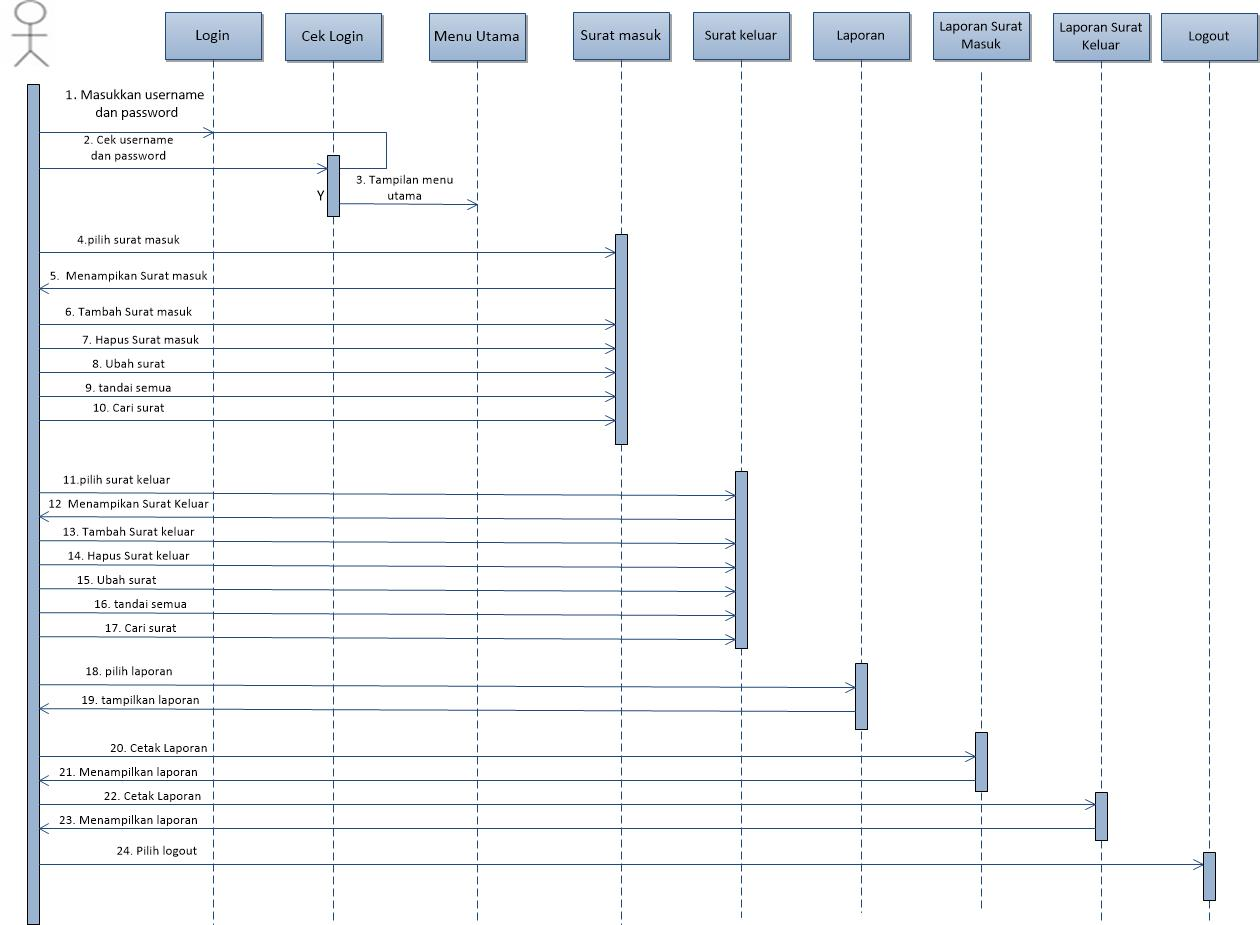 Login
Cek Login
Menu Utama
Surat masuk
Surat keluar
Laporan
Laporan Surat
Masuk
Laporan Surat
Keluar
Logout
1. Masukkan username
dan password
2. Cek username
dan password
3. Tampilan menu
utama
Y
4.pilih surat masuk
5. Menampikan Surat masuk
6. Tambah Surat masuk
7. Hapus Surat masuk
8. Ubah surat
9. tandai semua
10. Cari surat
11.pilih surat keluar
12 Menampikan Surat Keluar
13. Tambah Surat keluar
14. Hapus Surat keluar
15. Ubah surat
16. tandai semua
17. Cari surat
18. pilih laporan
19. tampilkan laporan
20. Cetak Laporan
21. Menampilkan laporan
22. Cetak Laporan
23. Menampilkan laporan
24. Pilih logout